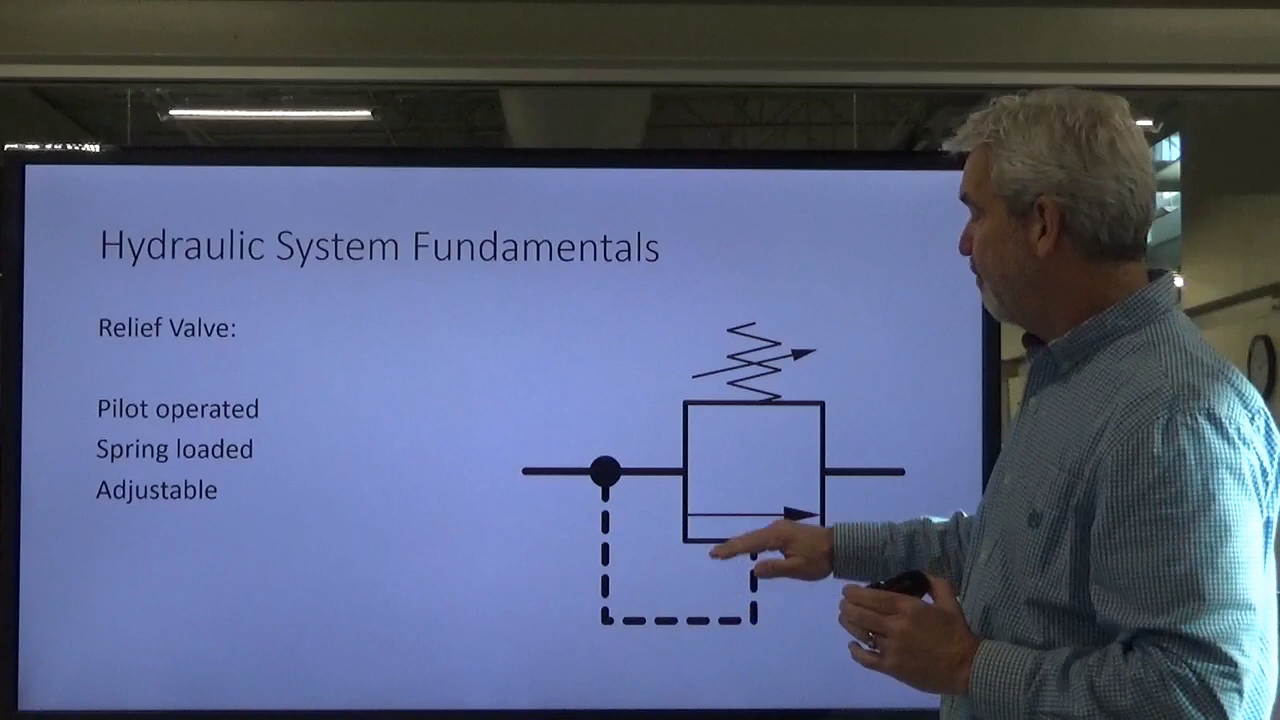 Hydraulic System Fundamentals
Relief Valve:
Pilot operated
Spring loaded
Adjustable